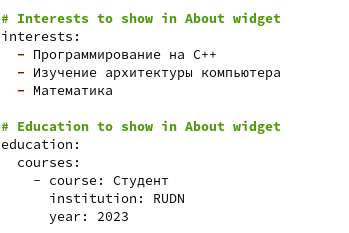 # Interests to show in About widget
interests:
  - Программирование на C++
  - Изучение архитектуры компьютера
  - Математика

# Education to show in About widget
education:
  courses:
    - course: Студент
      institution: RUDN
      year: 2023